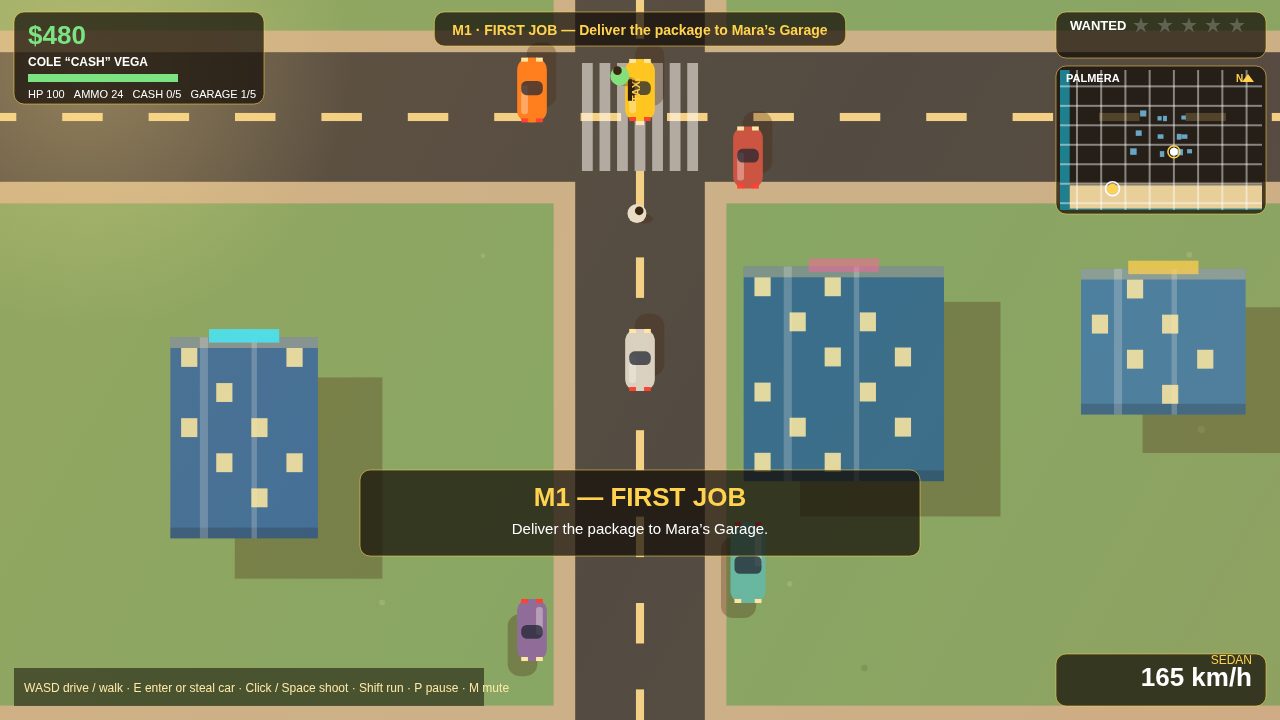 $480
COLE “CASH” VEGA
HP 100 AMMO 24 CASH 0/5 GARAGE 1/5
M1 · FIRST JOB — Deliver the package to Mara’s Garage
WANTED ★ ★ ★ ★ ★
PALMERA
N
TAXI
M1 — FIRST JOB
Deliver the package to Mara’s Garage.
WASD drive / walk · E enter or steal car · Click / Space shoot · Shift run · P pause · M mute
SEDAN
165 km/h